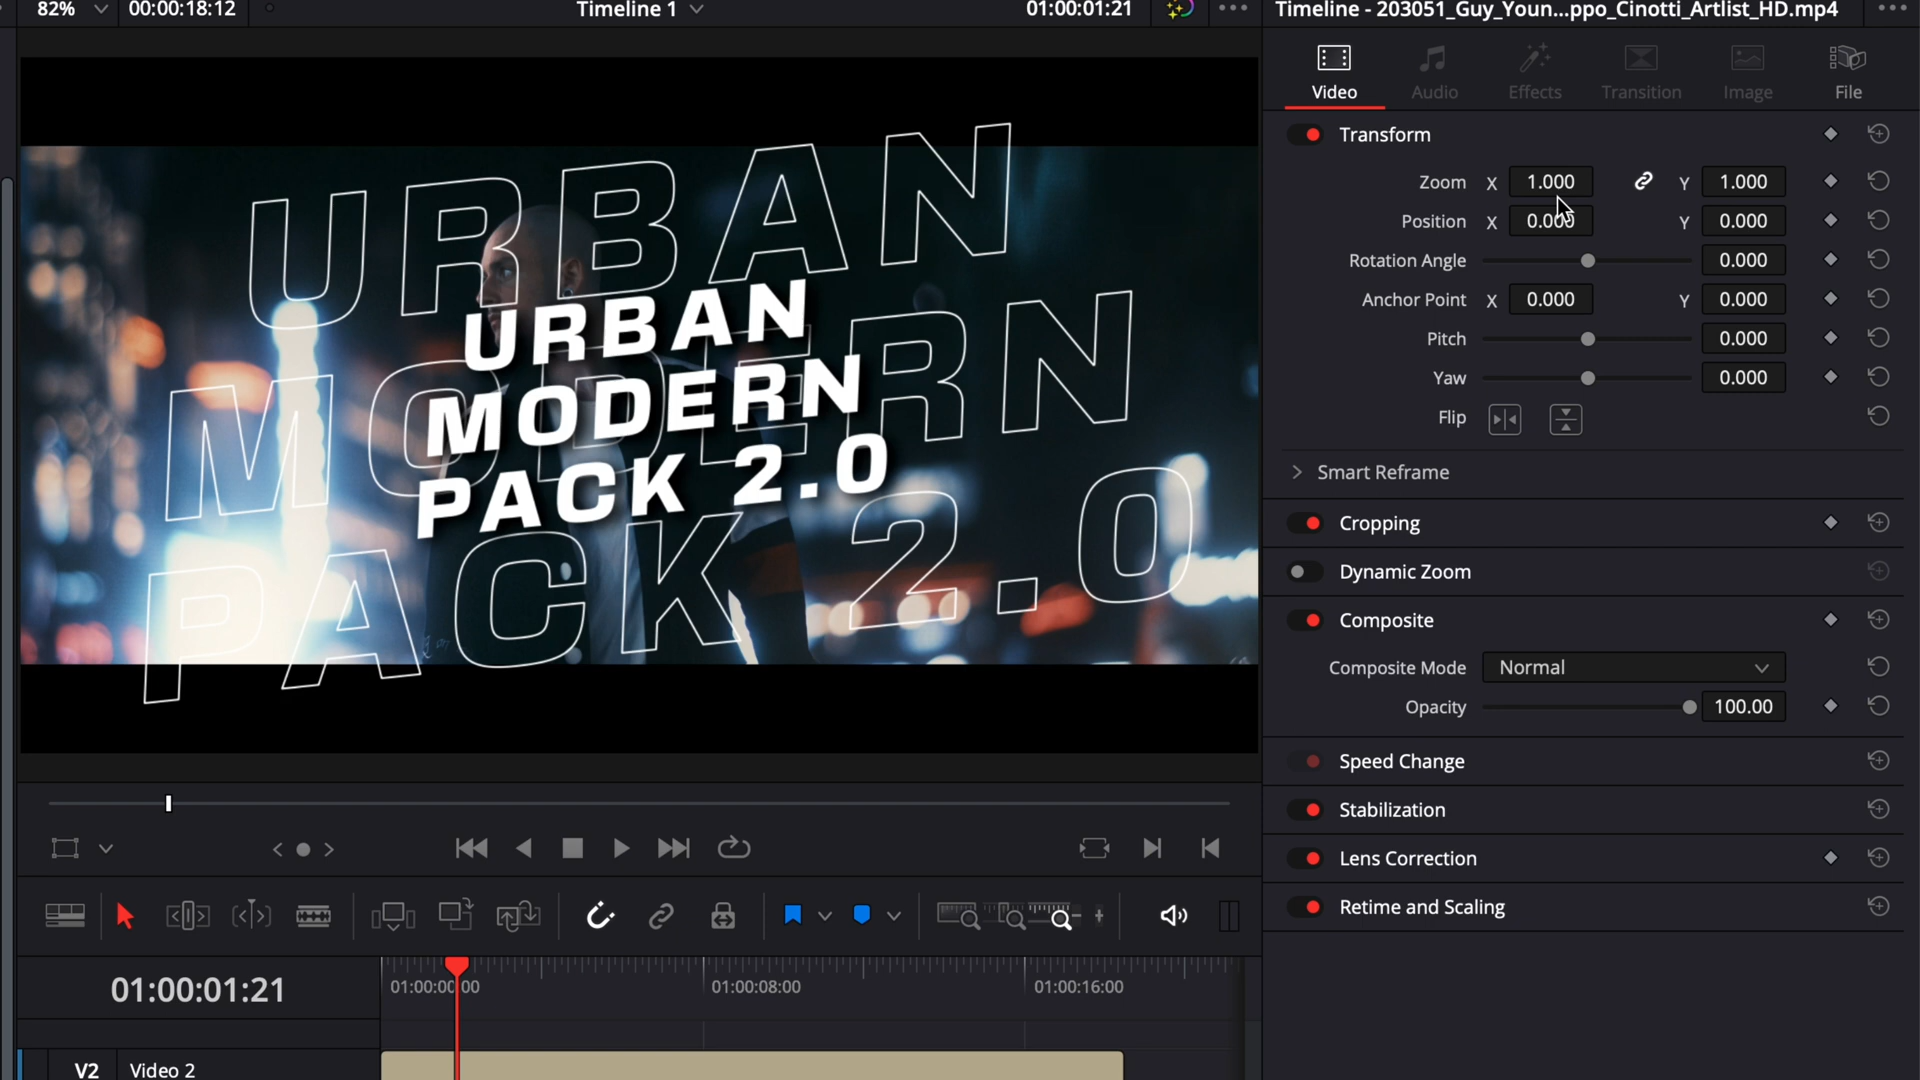 82%
00:00:18:12
Timeline 1
01:00:01:21
Timeline - 203051_Guy_Youn...ppo_Cinotti_Artlist_HD.mp4
Video
Audio
Effects
Transition
Image
File
Transform
Zoom X 1.000 Y 1.000
Position X 0.000 Y 0.000
Rotation Angle 0.000
Anchor Point X 0.000 Y 0.000
Pitch 0.000
Yaw 0.000
Flip
Smart Reframe
Cropping
Dynamic Zoom
Composite
Composite Mode Normal
Opacity 100.00
Speed Change
Stabilization
Lens Correction
Retime and Scaling
URBAN
MODERN
PACK 2.0
URBAN
MODERN
PACK 2.0
01:00:01:21
01:00:00:00
01:00:08:00
01:00:16:00
V2 Video 2